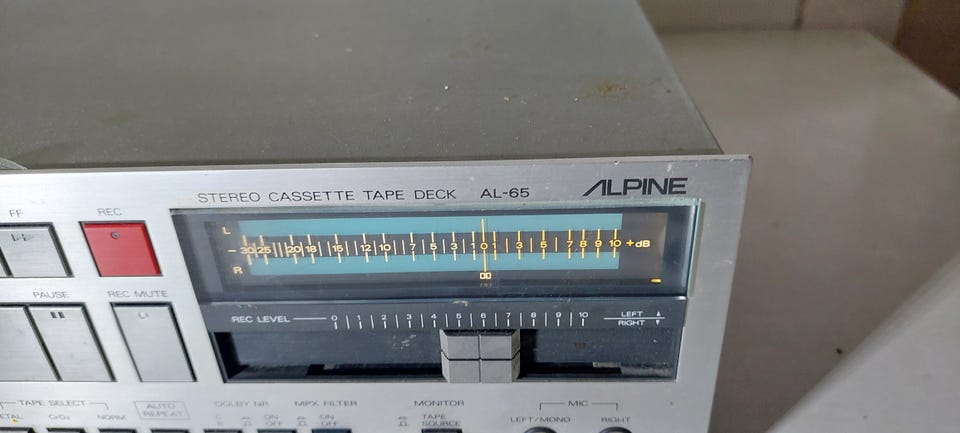 STEREO CASSETTE TAPE DECK AL-65 ALPINE
FF REC
L
- 30 25 20 18 15 12 10 7 5 3 1 0 1 3 5 7 8 9 10 + dB
R
PAUSE REC MUTE
REC LEVEL 0 1 2 3 4 5 6 7 8 9 10 LEFT
RIGHT
TAPE SELECT AUTO REPEAT DOLBY NR MPX FILTER MONITOR MIC
ETAL CrO₂ NORM C B ON OFF ON OFF TAPE SOURCE LEFT/MONO RIGHT